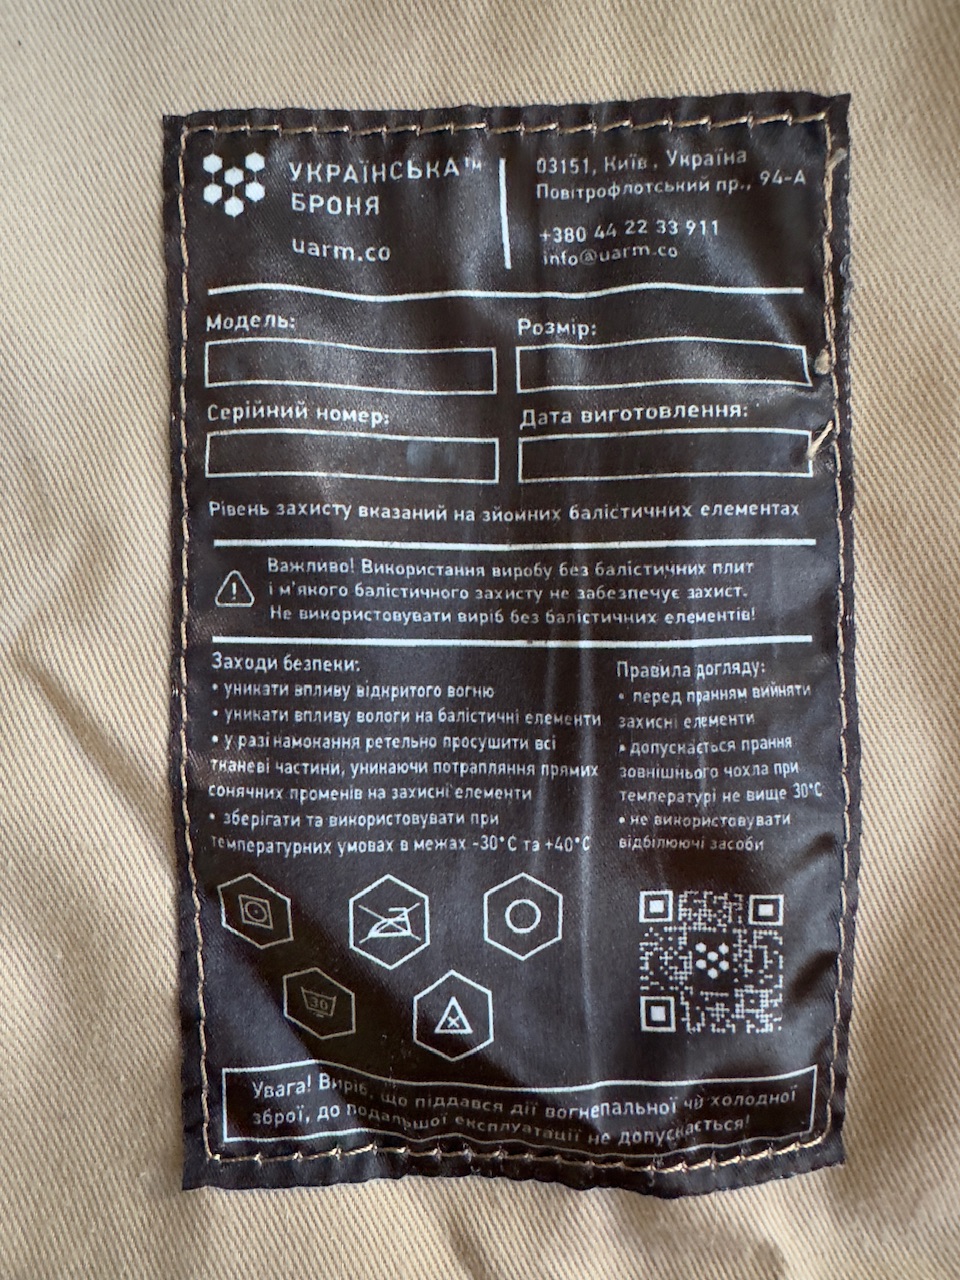 УКРАЇНСЬКА™
БРОНЯ
uarm.co
03151, Київ, Україна
Повітрофлотський пр., 94-А
+380 44 22 33 911
info@uarm.co
Модель:
Розмір:
Серійний номер:
Дата виготовлення:
Рівень захисту вказаний на зйомних балістичних елементах
Важливо! Використання виробу без балістичних плит
і м'якого балістичного захисту не забезпечує захист.
Не використовувати виріб без балістичних елементів!
Заходи безпеки:
• уникати впливу відкритого вогню
• уникати впливу вологи на балістичні елементи
• у разі намокання ретельно просушити всі
тканеві частини, уникаючи потрапляння прямих
сонячних променів на захисні елементи
• зберігати та використовувати при
температурних умовах в межах -30°С та +40°С
Правила догляду:
• перед пранням вийняти
захисні елементи
• допускається прання
зовнішнього чохла при
температурі не вище 30°С
• не використовувати
відбілюючі засоби
30
Увага! Виріб, що піддався дії вогнепальної чи холодної
зброї, до подальшої експлуатації не допускається!